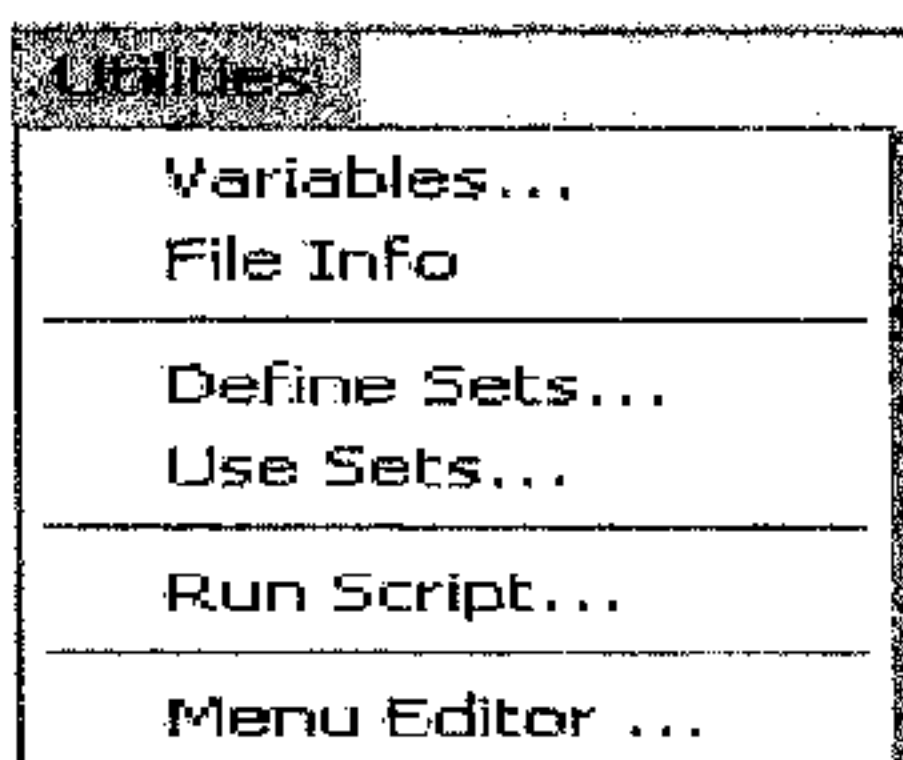 Utilities
Variables...
File Info
Define Sets...
Use Sets...
Run Script...
Menu Editor ...